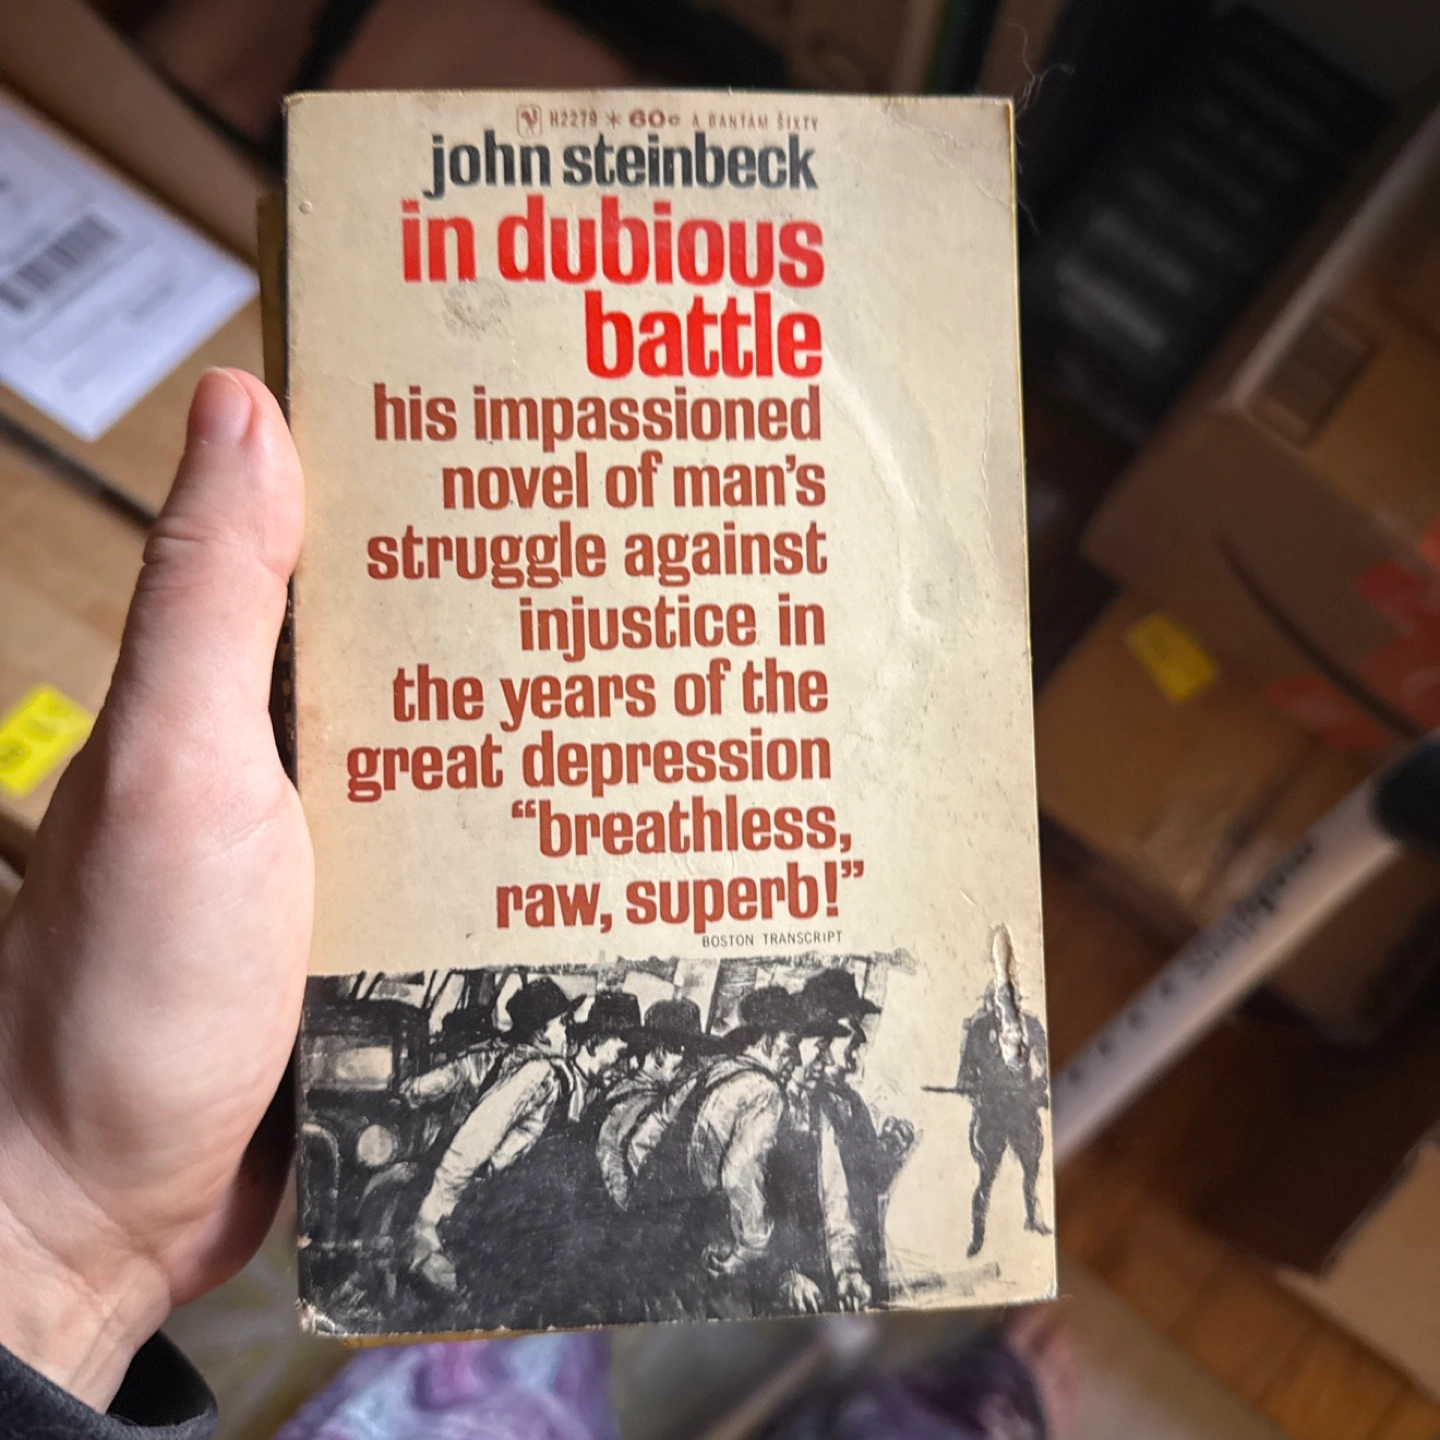 H2279 * 60¢ A BANTAM SIXTY
john steinbeck
in dubious
battle
his impassioned
novel of man's
struggle against
injustice in
the years of the
great depression
“breathless,
raw, superb!”
BOSTON TRANSCRIPT